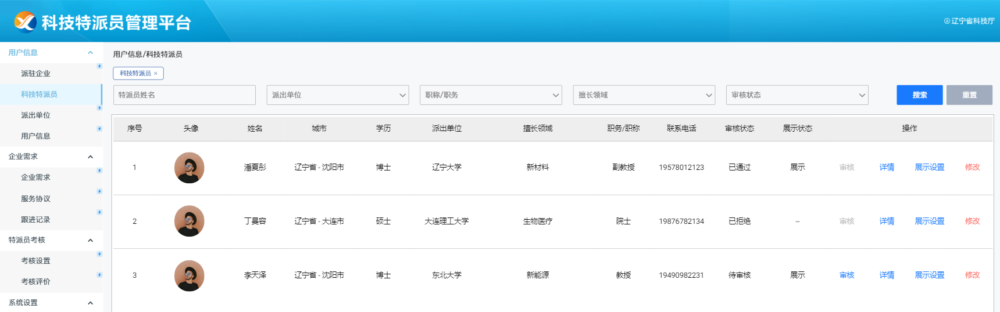 科技特派员管理平台
辽宁省科技厅
用户信息
派驻企业
科技特派员
派出单位
用户信息
企业需求
企业需求
服务协议
跟进记录
特派员考核
考核设置
考核评价
系统设置
用户信息/科技特派员
科技特派员 ×
特派员姓名 派出单位 职称/职务 擅长领域 审核状态 搜索 重置
序号 头像 姓名 城市 学历 派出单位 擅长领域 职务/职称 联系电话 审核状态 展示状态 操作
1 潘夏彤 辽宁省 - 沈阳市 博士 辽宁大学 新材料 副教授 19578012123 已通过 展示 审核 详情 展示设置 修改
2 丁曼容 辽宁省 - 大连市 硕士 大连理工大学 生物医疗 院士 19876782134 已拒绝 -- 审核 详情 展示设置 修改
3 李天泽 辽宁省 - 沈阳市 博士 东北大学 新能源 教授 19490982231 待审核 展示 审核 详情 展示设置 修改